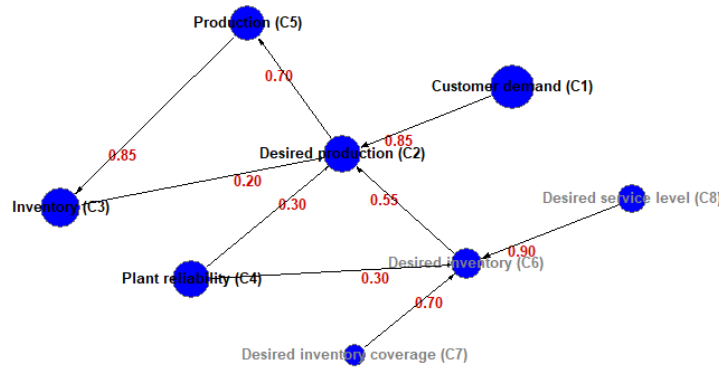 Production (C5)
0.70
Customer demand (C1)
0.85
Desired production (C2)
0.85
0.20
0.30
0.55
Desired service level (C8)
Inventory (C3)
0.90
Desired inventory (C6)
Plant reliability (C4)
0.30
0.70
Desired inventory coverage (C7)